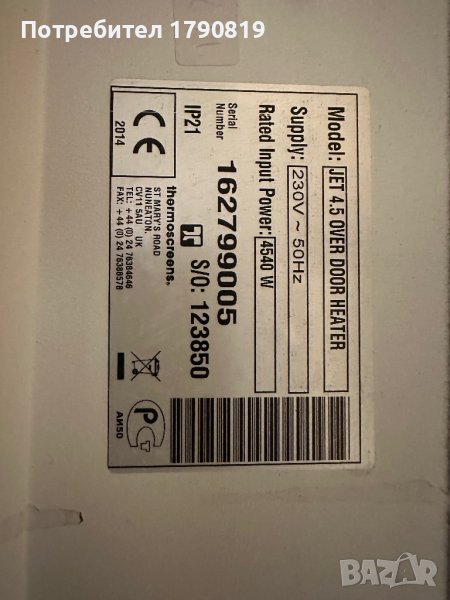 Потребител 1790819
Model: JET 4.5 OVER DOOR HEATER
Supply: 230V ~ 50Hz
Rated Input Power: 4540 W
Serial Number 162799005
IP21 S/O: 123850
CE
2014
thermoscreens.
ST MARY'S ROAD
NUNEATON.
CV11 5AU UK
TEL: +44 (0) 24 76384646
FAX: +44 (0) 24 76388578
АИ50
BAZAR